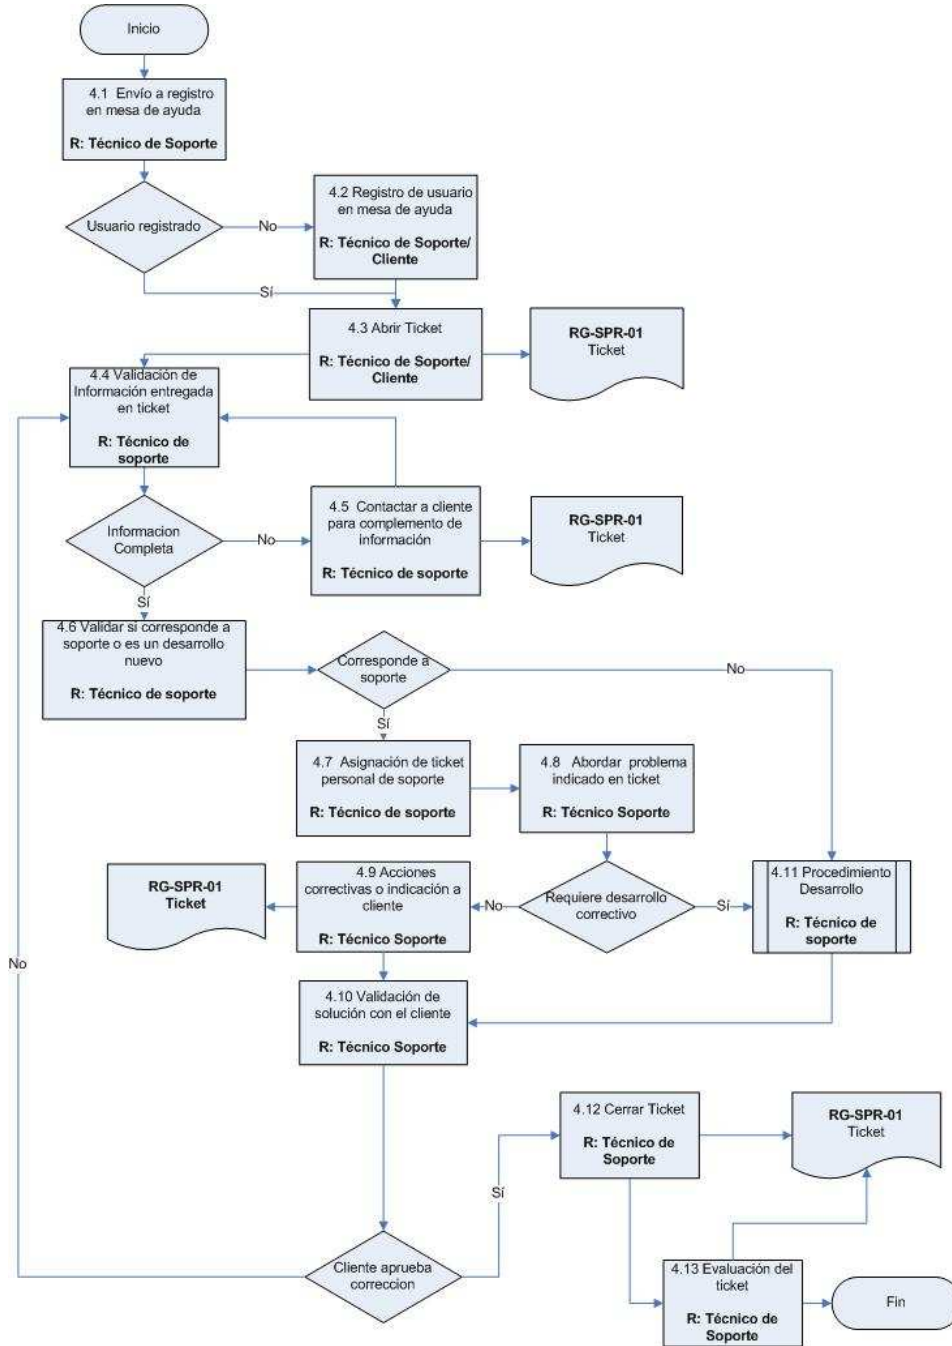 Inicio
4.1 Envío a registro
en mesa de ayuda
R: Técnico de Soporte
Usuario registrado
No
4.2 Registro de usuario
en mesa de ayuda
R: Técnico de Soporte/
Cliente
Sí
4.3 Abrir Ticket
R: Técnico de Soporte/
Cliente
RG-SPR-01
Ticket
4.4 Validación de
Información entregada
en ticket
R: Técnico de
soporte
Informacion
Completa
No
4.5 Contactar a cliente
para complemento de
información
R: Técnico de soporte
RG-SPR-01
Ticket
Sí
4.6 Validar si corresponde a
soporte o es un desarrollo
nuevo
R: Técnico de soporte
Corresponde a
soporte
No
Sí
4.7 Asignación de ticket
personal de soporte
R: Técnico de soporte
4.8 Abordar problema
indicado en ticket
R: Técnico Soporte
RG-SPR-01
Ticket
4.9 Acciones
correctivas o indicación a
cliente
R: Técnico Soporte
No
Requiere desarrollo
correctivo
Sí
4.11 Procedimiento
Desarrollo
R: Técnico de
soporte
No
4.10 Validación de
solución con el cliente
R: Técnico Soporte
4.12 Cerrar Ticket
R: Técnico de
Soporte
RG-SPR-01
Ticket
Sí
Cliente aprueba
correccion
4.13 Evaluación del
ticket
R: Técnico de
Soporte
Fin